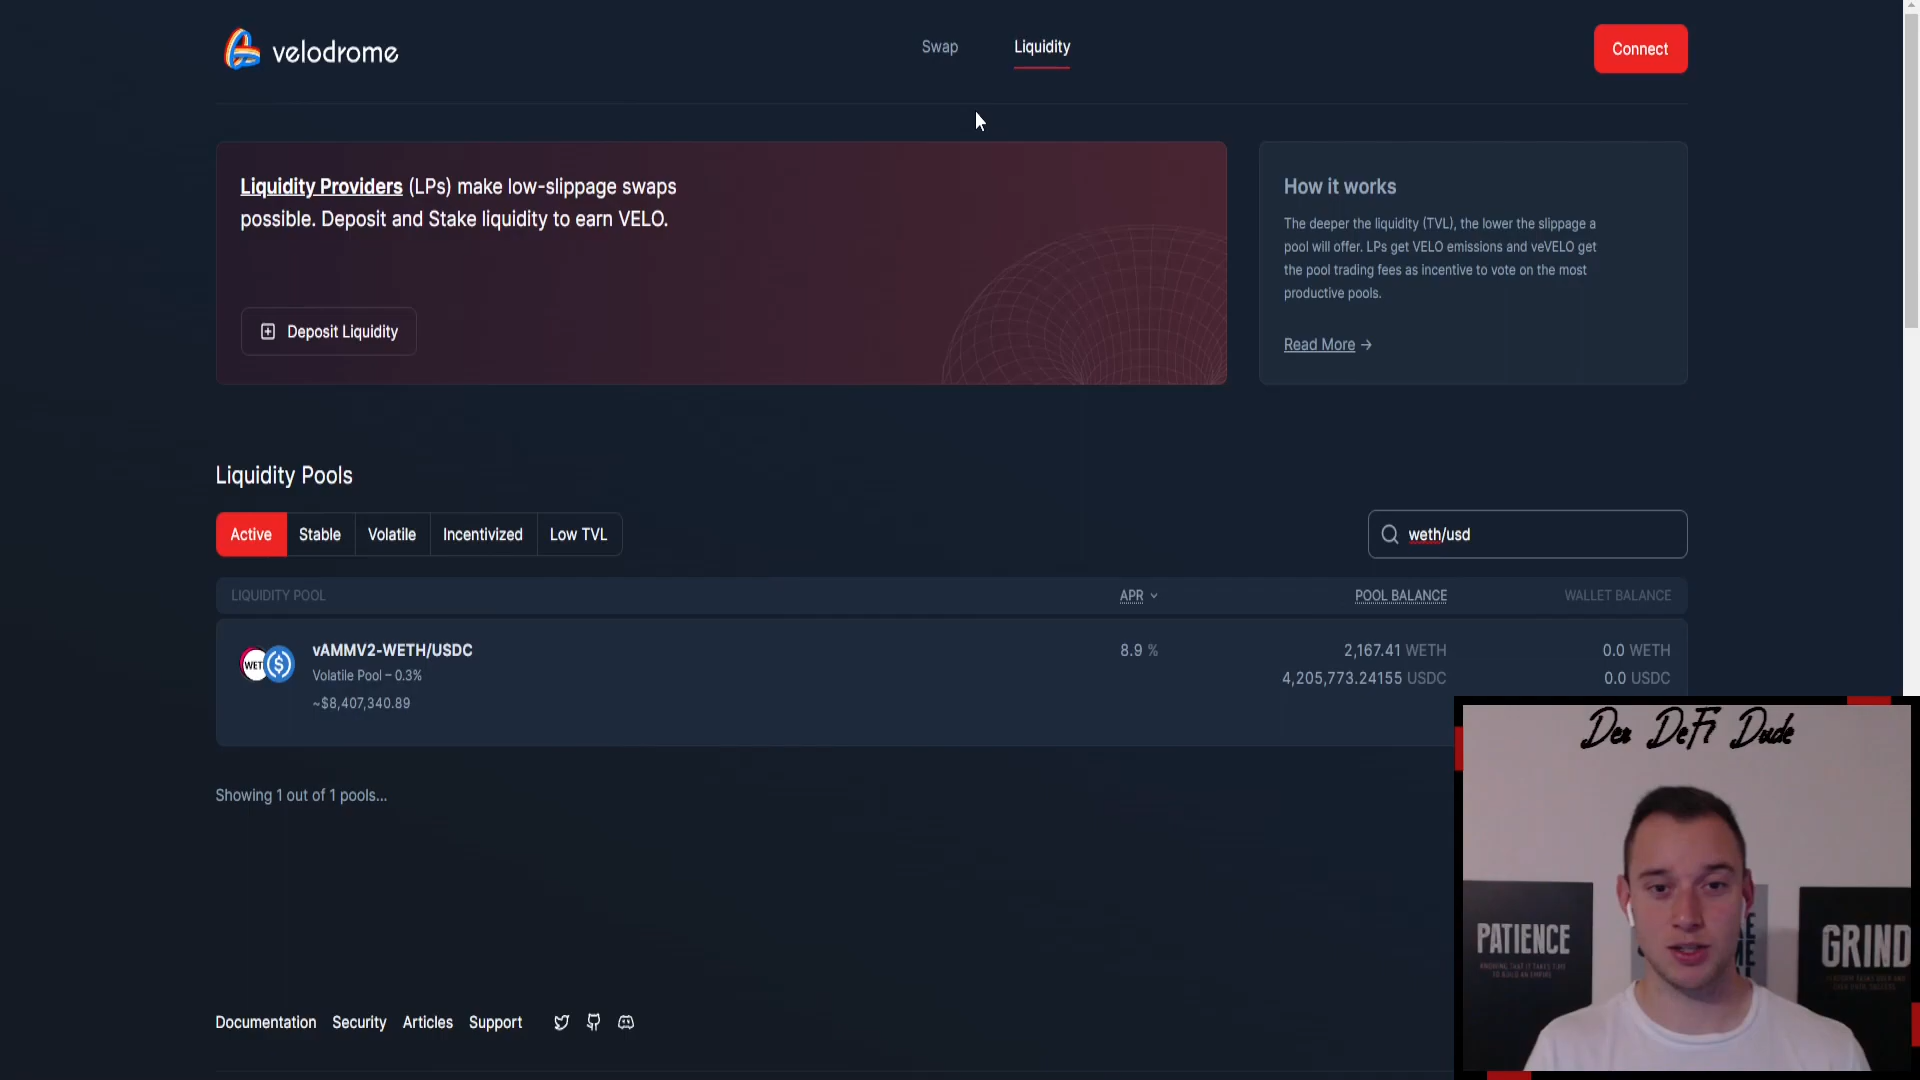 velodrome
Swap
Liquidity
Connect
Liquidity Providers (LPs) make low-slippage swaps
possible. Deposit and Stake liquidity to earn VELO.
Deposit Liquidity
How it works
The deeper the liquidity (TVL), the lower the slippage a
pool will offer. LPs get VELO emissions and veVELO get
the pool trading fees as incentive to vote on the most
productive pools.
Read More →
Liquidity Pools
Active
Stable
Volatile
Incentivized
Low TVL
weth/usd
LIQUIDITY POOL
APR
POOL BALANCE
WALLET BALANCE
WET
vAMMV2-WETH/USDC
Volatile Pool – 0.3%
~$8,407,340.89
8.9 %
2,167.41 WETH
4,205,773.24155 USDC
0.0 WETH
0.0 USDC
Showing 1 out of 1 pools...
Der DeFi Dude
PATIENCE
GRIND
Documentation
Security
Articles
Support